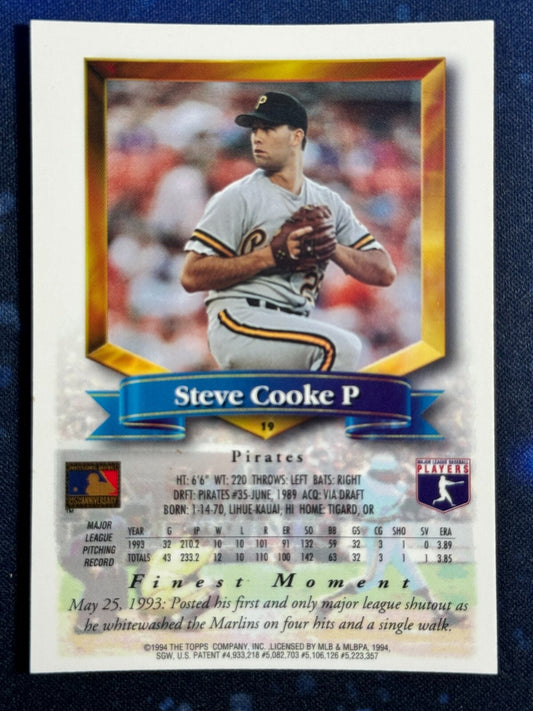 P
Steve Cooke P
19
Pirates
125th ANNIVERSARY
MAJOR LEAGUE BASEBALL
PLAYERS
HT: 6'6" WT: 220 THROWS: LEFT BATS: RIGHT
DRFT: PIRATES #35-JUNE, 1989 ACQ: VIA DRAFT
BORN: 1-14-70, LIHUE-KAUAI, HI HOME: TIGARD, OR
MAJOR LEAGUE PITCHING RECORD
YEAR G IP W L R ER SO BB GS CG SHO SV ERA
1993 32 210.2 10 10 101 91 132 59 32 3 1 0 3.89
TOTALS 43 233.2 12 10 110 100 142 63 32 3 1 1 3.85
Finest Moment
May 25, 1993: Posted his first and only major league shutout as
he whitewashed the Marlins on four hits and a single walk.
©1994 THE TOPPS COMPANY, INC. LICENSED BY MLB & MLBPA, 1994,
SGW, U.S. PATENT #4,933,218 #5,082,703 #5,106,126 #5,223,357